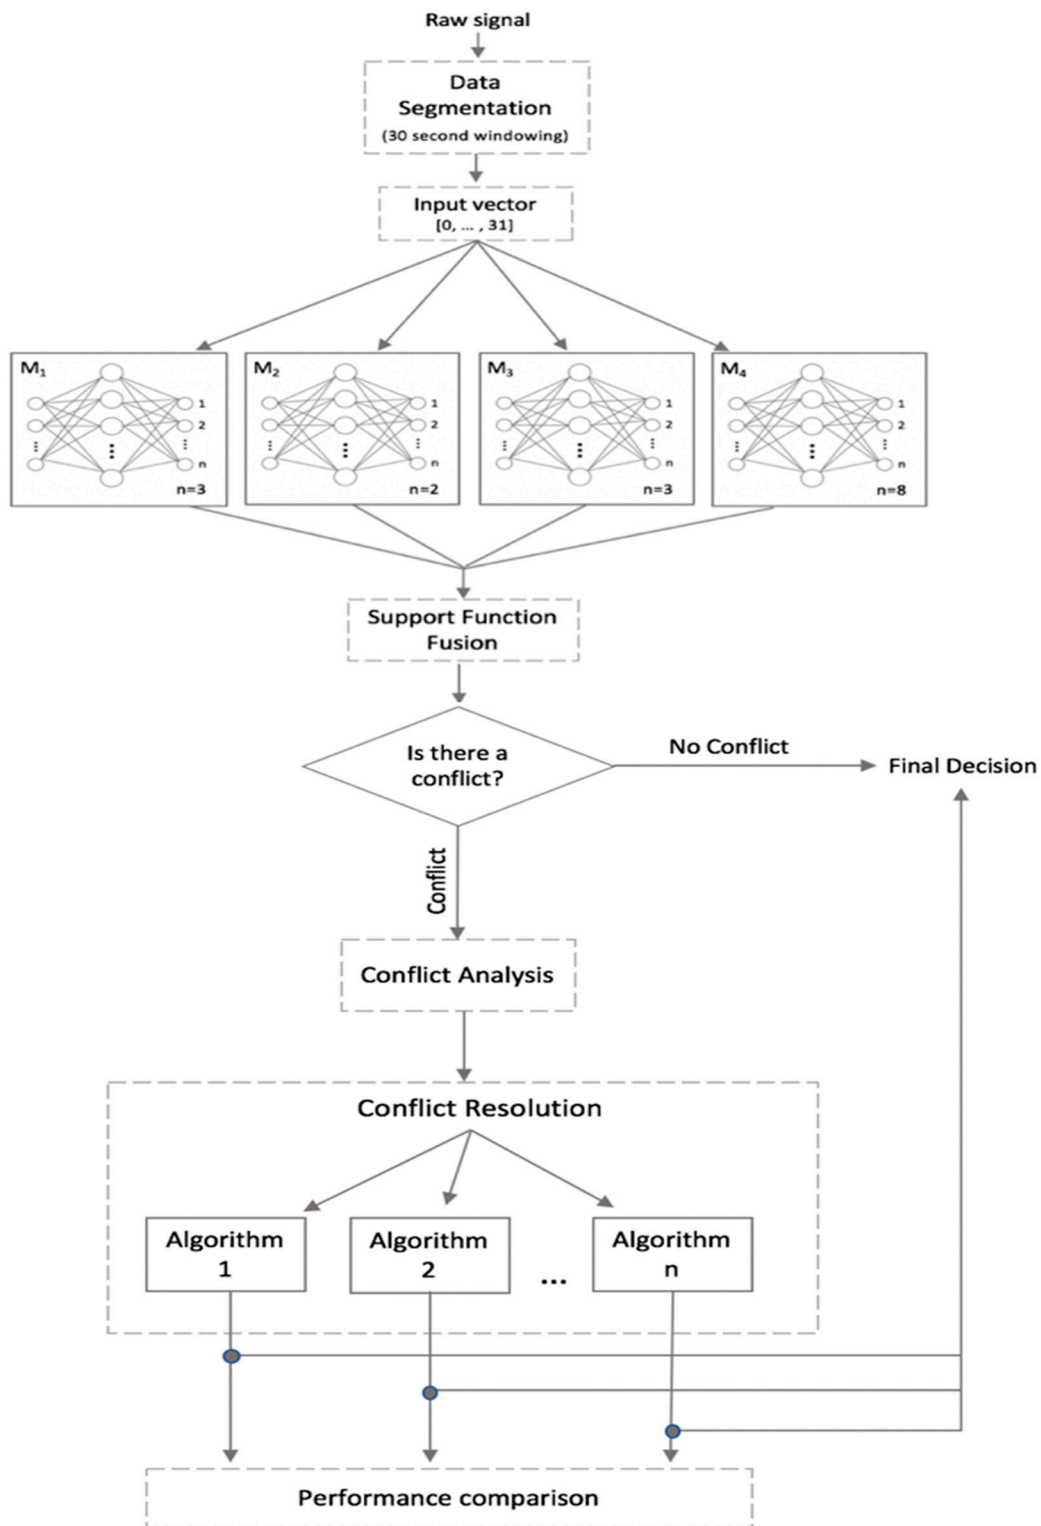 Raw signal
Data
Segmentation
(30 second windowing)
Input vector
[0, ... , 31]
M₁
1
2
...
n
n=3
M₂
1
2
...
n
n=2
M₃
1
2
...
n
n=3
M₄
1
2
...
n
n=8
Support Function
Fusion
Is there a
conflict?
No Conflict
Final Decision
Conflict
Conflict Analysis
Conflict Resolution
Algorithm
1
Algorithm
2
...
Algorithm
n
Performance comparison